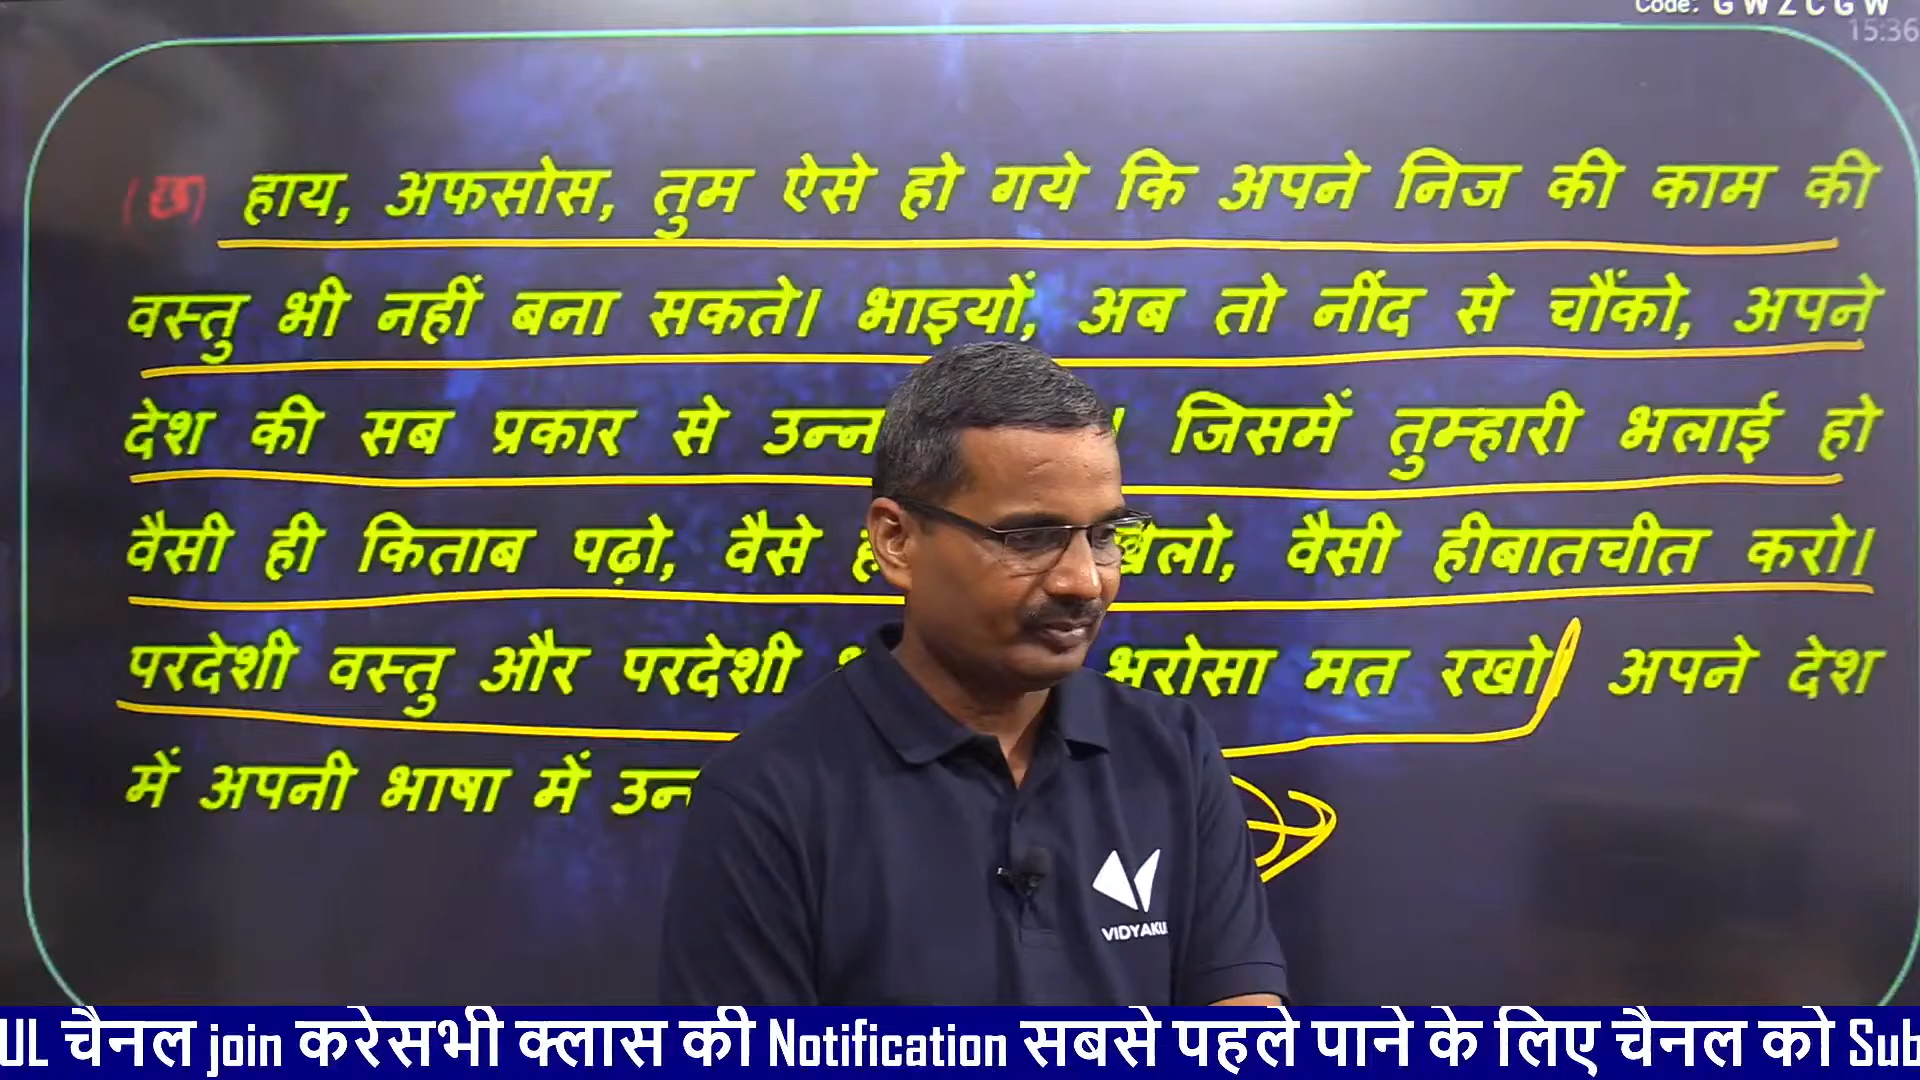 Code: G W Z C G W
15:36
(छ) हाय, अफसोस, तुम ऐसे हो गये कि अपने निज की काम की
वस्तु भी नहीं बना सकते। भाइयों, अब तो नींद से चौंको, अपने
देश की सब प्रकार से । जिसमें तुम्हारी भलाई हो
वैसी ही किताब पढ़ो, वैसे खेलो, वैसी हीबातचीत करो।
परदेशी वस्तु और परदेशी भरोसा मत रखो। अपने देश
में अपनी भाषा में
VIDYAKUL
UL चैनल join करेसभी क्लास की Notification सबसे पहले पाने के लिए चैनल को Sub